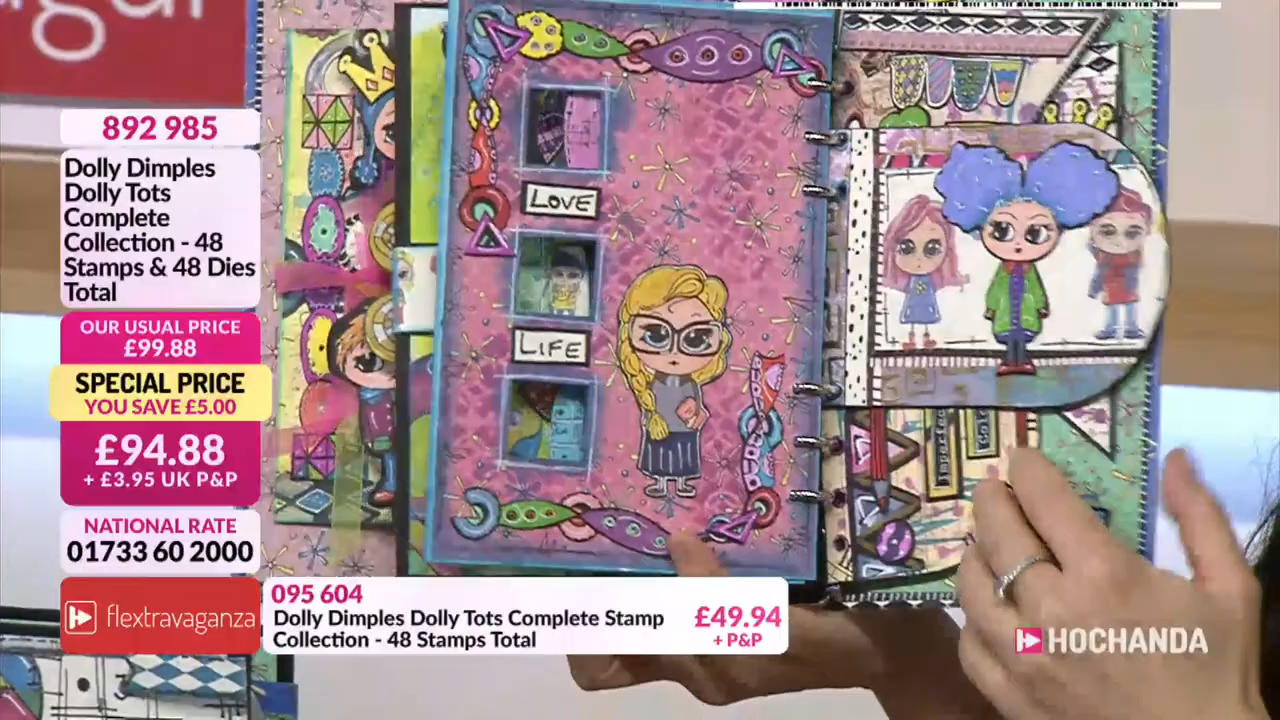 892 985
Dolly Dimples
Dolly Tots
Complete
Collection - 48
Stamps & 48 Dies
Total
OUR USUAL PRICE
£99.88
SPECIAL PRICE
YOU SAVE £5.00
£94.88
+ £3.95 UK P&P
NATIONAL RATE
01733 60 2000
flextravaganza
095 604
Dolly Dimples Dolly Tots Complete Stamp
Collection - 48 Stamps Total
£49.94
+ P&P
HOCHANDA
LOVE
LIFE